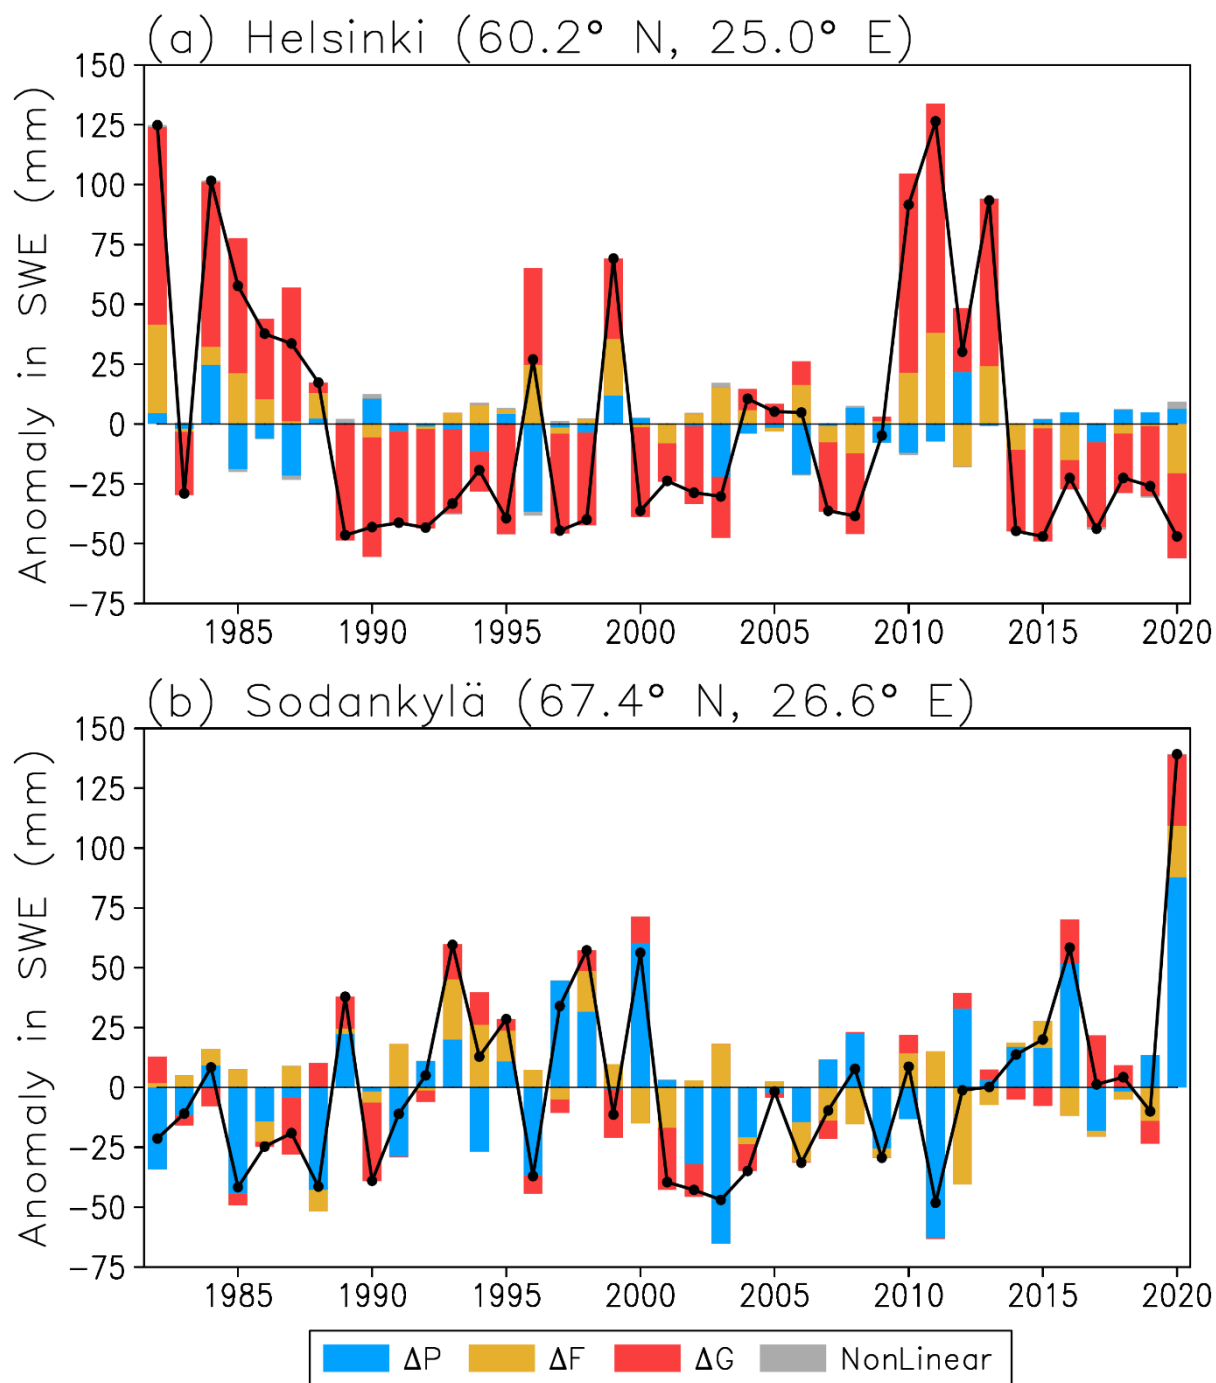 (a) Helsinki (60.2° N, 25.0° E)
Anomaly in SWE (mm)
150
125
100
75
50
25
0
−25
−50
−75
1985 1990 1995 2000 2005 2010 2015 2020
(b) Sodankylä (67.4° N, 26.6° E)
Anomaly in SWE (mm)
150
125
100
75
50
25
0
−25
−50
−75
1985 1990 1995 2000 2005 2010 2015 2020
ΔP ΔF ΔG NonLinear